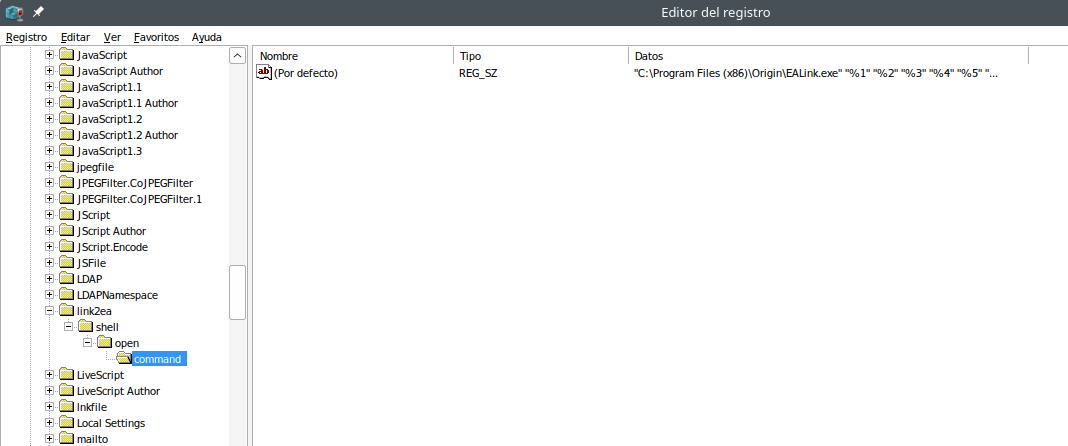 Editor del registro
Registro Editar Ver Favoritos Ayuda
JavaScript
JavaScript Author
JavaScript1.1
JavaScript1.1 Author
JavaScript1.2
JavaScript1.2 Author
JavaScript1.3
jpegfile
JPEGFilter.CoJPEGFilter
JPEGFilter.CoJPEGFilter.1
JScript
JScript Author
JScript.Encode
JSFile
LDAP
LDAPNamespace
link2ea
shell
open
command
LiveScript
LiveScript Author
lnkfile
Local Settings
mailto
Nombre Tipo Datos
ab (Por defecto) REG_SZ "C:\Program Files (x86)\Origin\EALink.exe" "%1" "%2" "%3" "%4" "%5" "...